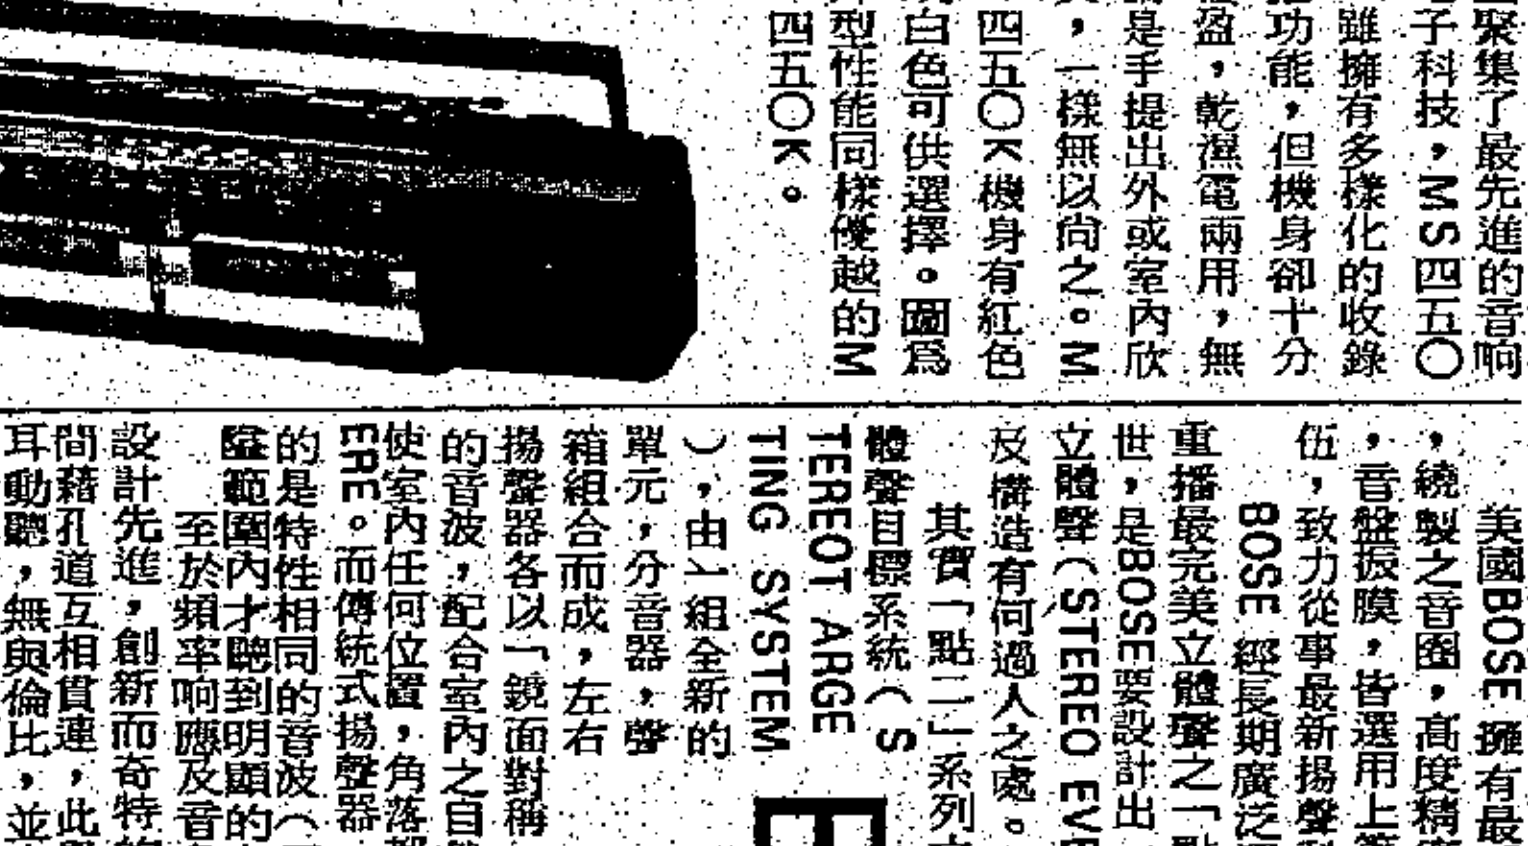 聚集了最先進的音响
子科技，MS四五〇
雖擁有多樣化的收錄
功能，但機身卻十分
盈，乾濕電兩用，無
是手提出外或室內欣
，一樣無以尚之。M
四五〇K機身有紅色
白色可供選擇。圖爲
型性能同樣優越的M
四五〇K。
美國BOSE 擁有最
，繞製之音圈，高度精
，音盤振膜，皆選用上
伍，致力從事最新揚聲
BOSE 經長期廣泛
重播最完美立體聲之「點
世，是BOSE要設計出
立體聲（STEREO EVE
反構造有何過人之處。
其實「點二」系列
體聲目標系統（S
TEREOT ARGE
TING SYSTEM
），由一組全新的
單元，分音器，聲
箱組合而成，左右
揚聲器各以「鏡面對稱
的音波，配合室內之自
使室內任何位置，角落都
ERE。而傳統式揚聲器
的是特性相同的音波（
範圍內才聽到明顯的
至於頻率响應及音
設計先進，創新而奇特的
間藉孔道互相貫連，此
耳動聽，無與倫比，並